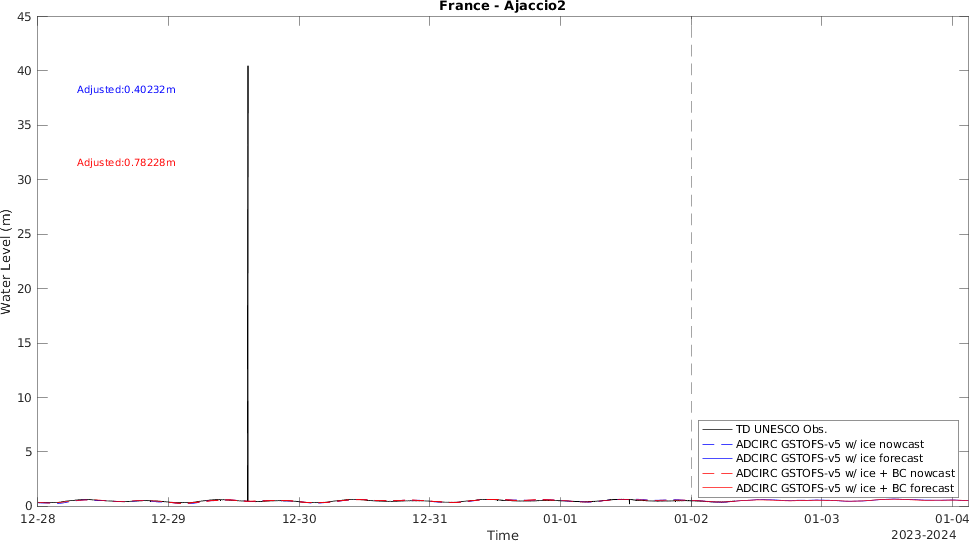 France - Ajaccio2
45
40
35
30
25
20
15
10
5
0
Water Level (m)
Adjusted:0.40232m
Adjusted:0.78228m
TD UNESCO Obs.
ADCIRC GSTOFS-v5 w/ ice nowcast
ADCIRC GSTOFS-v5 w/ ice forecast
ADCIRC GSTOFS-v5 w/ ice + BC nowcast
ADCIRC GSTOFS-v5 w/ ice + BC forecast
12-28 12-29 12-30 12-31 01-01 01-02 01-03 01-04
Time
2023-2024